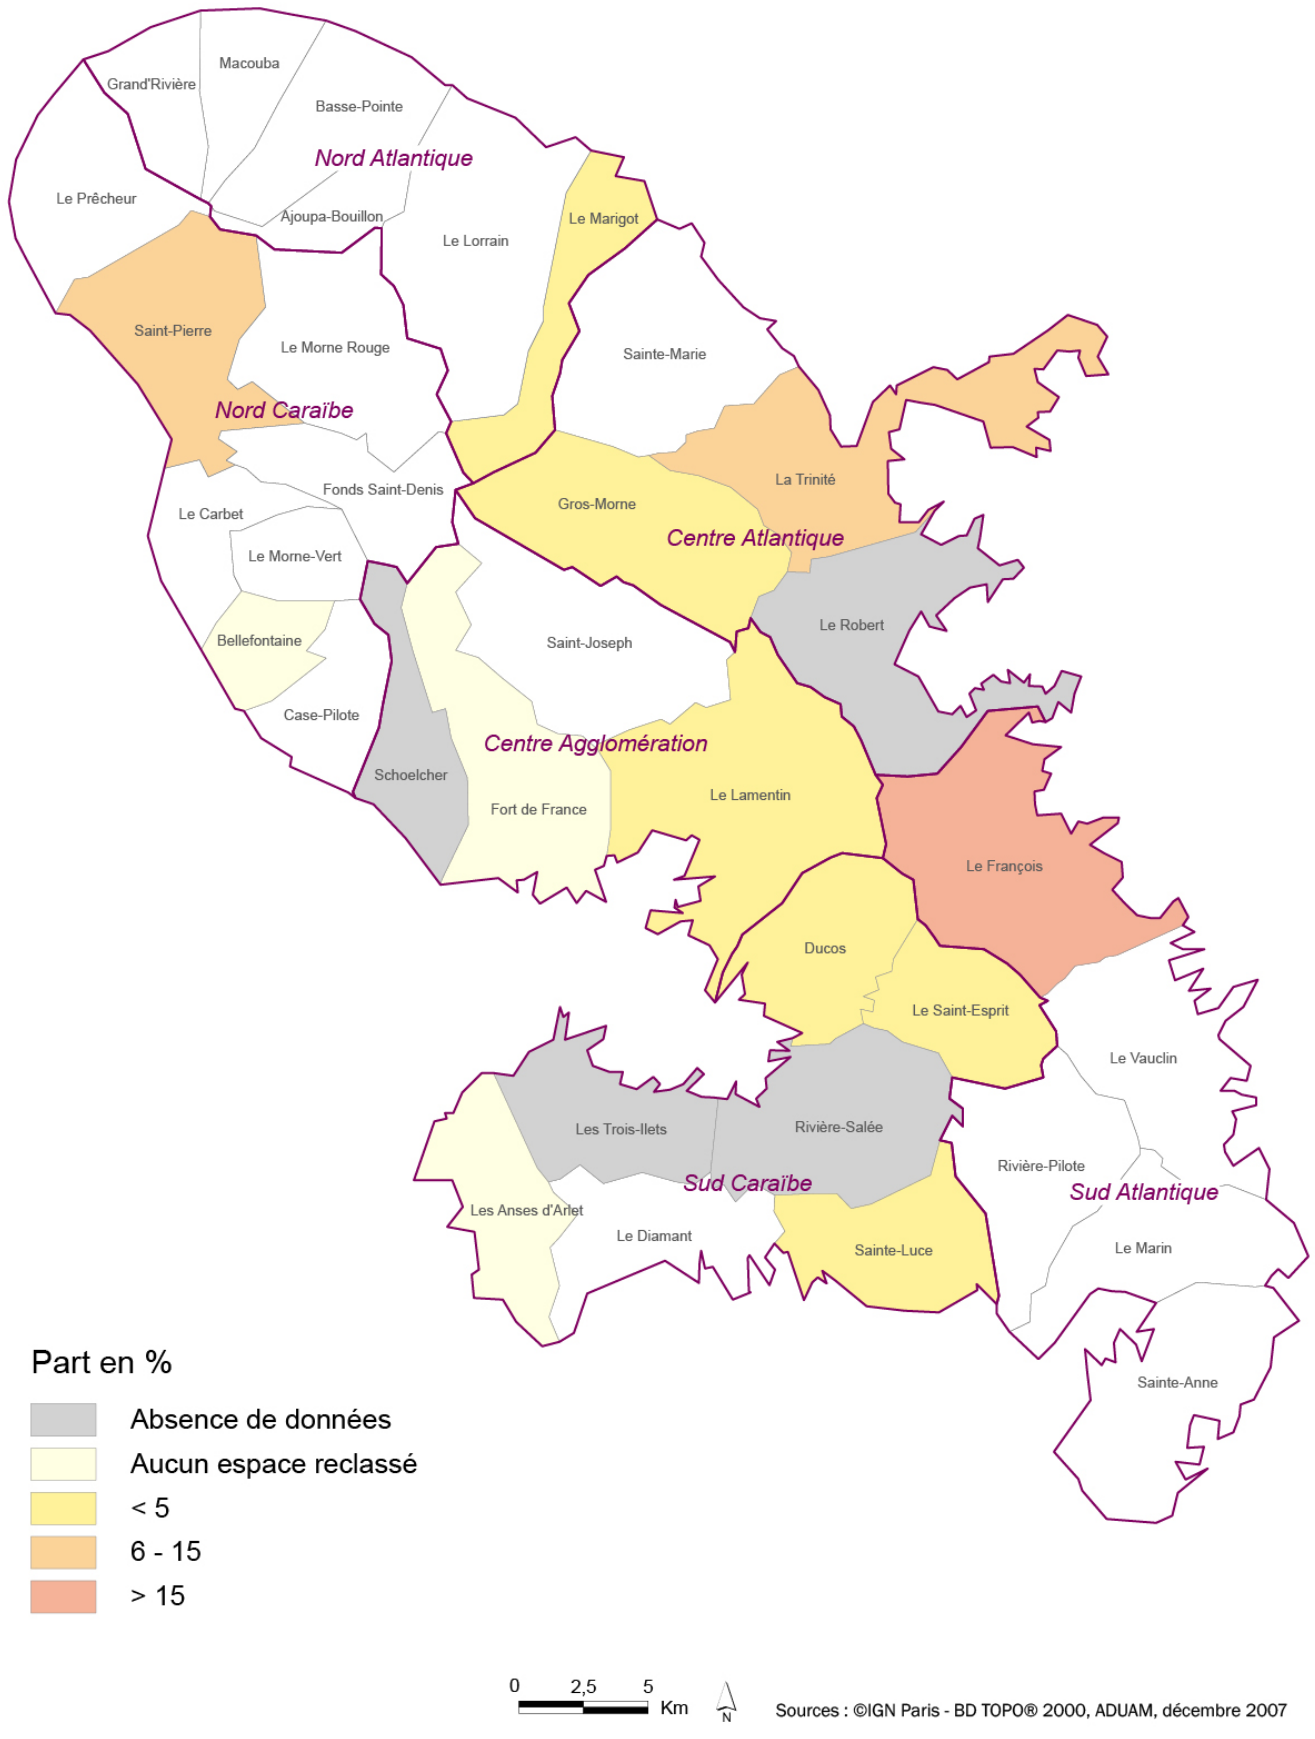 Macouba
Grand'Rivière
Basse-Pointe
Nord Atlantique
Le Prêcheur
Ajoupa-Bouillon
Le Marigot
Le Lorrain
Saint-Pierre
Le Morne Rouge
Sainte-Marie
Nord Caraïbe
La Trinité
Fonds Saint-Denis
Gros-Morne
Le Carbet
Centre Atlantique
Le Morne-Vert
Le Robert
Bellefontaine
Saint-Joseph
Case-Pilote
Centre Agglomération
Schoelcher
Le Lamentin
Fort de France
Le François
Ducos
Le Saint-Esprit
Le Vauclin
Les Trois-Ilets
Rivière-Salée
Rivière-Pilote
Sud Caraïbe
Sud Atlantique
Les Anses d'Arlet
Le Diamant
Sainte-Luce
Le Marin
Sainte-Anne
Part en %
Absence de données
Aucun espace reclassé
< 5
6 - 15
> 15
0 2,5 5
Km
N
Sources : ©IGN Paris - BD TOPO® 2000, ADUAM, décembre 2007